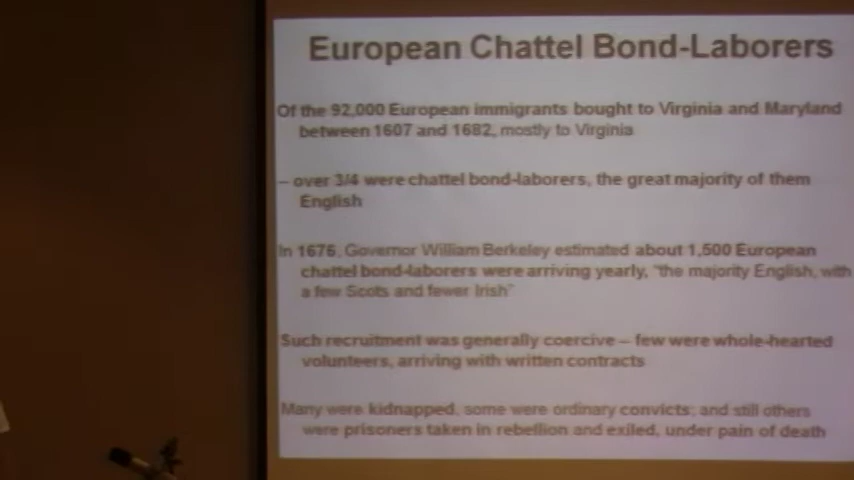 European Chattel Bond-Laborers
Of the 92,000 European immigrants bought to Virginia and Maryland
between 1607 and 1682, mostly to Virginia
– over 3/4 were chattel bond-laborers, the great majority of them
English
In 1676, Governor William Berkeley estimated about 1,500 European
chattel bond-laborers were arriving yearly, "the majority English, with
a few Scots and fewer Irish"
Such recruitment was generally coercive – few were whole-hearted
volunteers, arriving with written contracts
Many were kidnapped, some were ordinary convicts; and still others
were prisoners taken in rebellion and exiled, under pain of death